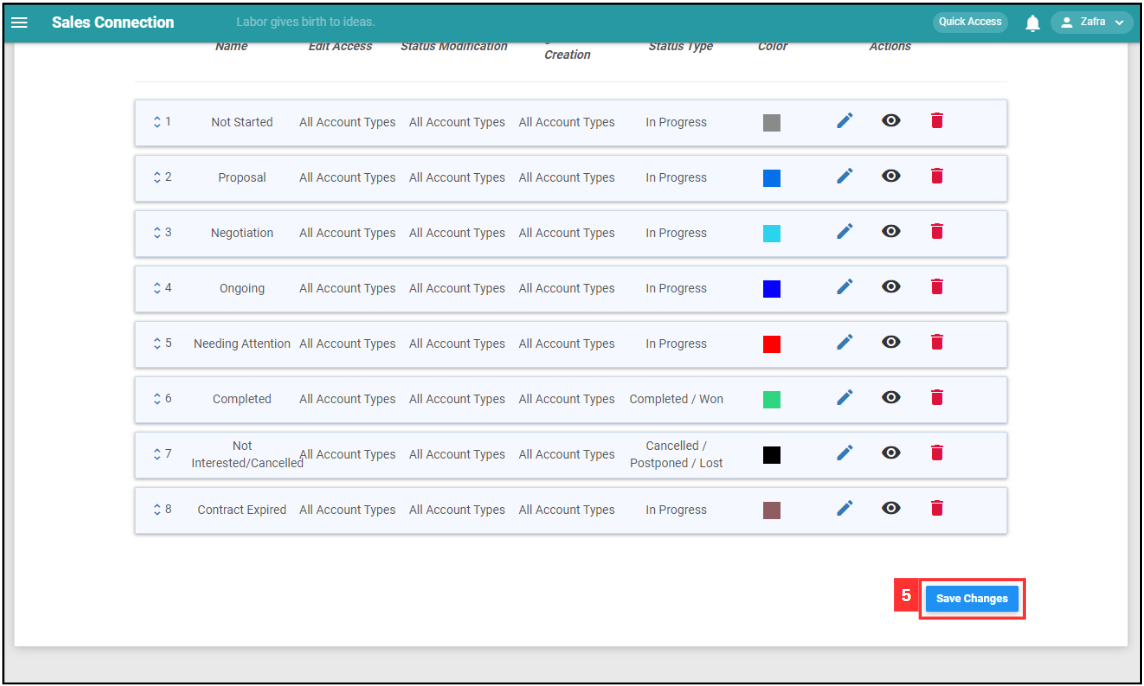 Sales Connection Labor gives birth to ideas. Quick Access Zafra
Name Edit Access Status Modification Creation Status Type Color Actions
1 Not Started All Account Types All Account Types All Account Types In Progress
2 Proposal All Account Types All Account Types All Account Types In Progress
3 Negotiation All Account Types All Account Types All Account Types In Progress
4 Ongoing All Account Types All Account Types All Account Types In Progress
5 Needing Attention All Account Types All Account Types All Account Types In Progress
6 Completed All Account Types All Account Types All Account Types Completed / Won
7 Not Interested/Cancelled All Account Types All Account Types All Account Types Cancelled / Postponed / Lost
8 Contract Expired All Account Types All Account Types All Account Types In Progress
5 Save Changes